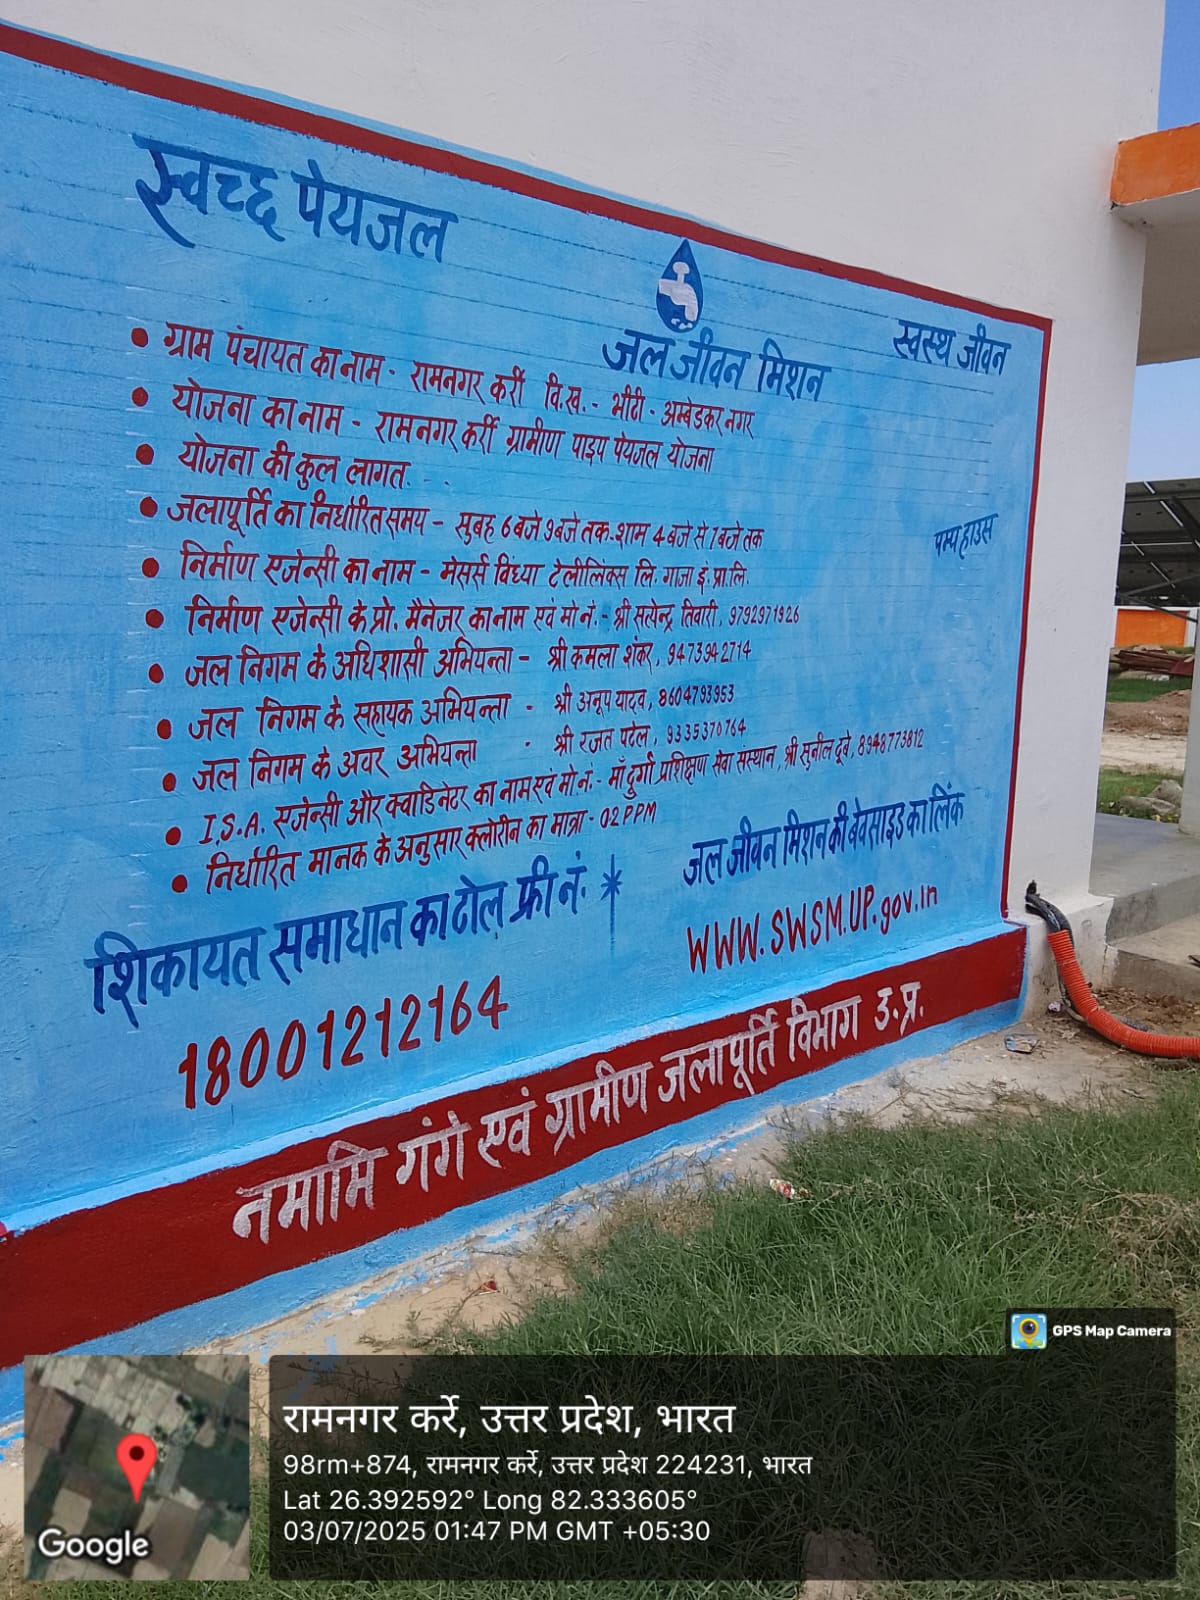 स्वच्छ पेयजल
जल जीवन मिशन
स्वस्थ जीवन
• ग्राम पंचायत का नाम - रामनगर कर्री वि.ख. - भीटी - अम्बेडकर नगर
• योजना का नाम - रामनगर कर्री ग्रामीण पाइप पेयजल योजना
• योजना की कुल लागत. - -
• जलापूर्ति का निर्धारित समय - सुबह 6 बजे 9 बजे तक - शाम 4 बजे से 7 बजे तक
पम्प हाउस
• निर्माण एजेन्सी का नाम - मेसर्स विंध्या टेलीलिंक्स लि. गाजा इं. प्रा. लि.
• निर्माण एजेन्सी के प्रो. मैनेजर का नाम एवं मो नं. - श्री सत्येन्द्र तिवारी, 9792971926
• जल निगम के अधिशासी अभियन्ता - श्री कमला शंकर, 9473942714
• जल निगम के सहायक अभियन्ता - श्री अनूप यादव, 8604793953
• जल निगम के अवर अभियन्ता - श्री रजत पटेल, 9335370764
• I.S.A. एजेन्सी और क्वाडिनेटर का नाम एवं मो नं. - माँ दुर्गा प्रशिक्षण सेवा संस्थान, श्री सुनील दूबे, 8948773812
• निर्धारित मानक के अनुसार क्लोरीन का मात्रा - 02 PPM
शिकायत समाधान का टोल फ्री नं.
18001212164
जल जीवन मिशन की बेवसाइड का लिंक
WWW.SWSM.UP.gov.in
नमामि गंगे एवं ग्रामीण जलापूर्ति विभाग उ.प्र.
GPS Map Camera
रामनगर कर्रे, उत्तर प्रदेश, भारत
98rm+874, रामनगर कर्रे, उत्तर प्रदेश 224231, भारत
Lat 26.392592° Long 82.333605°
03/07/2025 01:47 PM GMT +05:30
Google